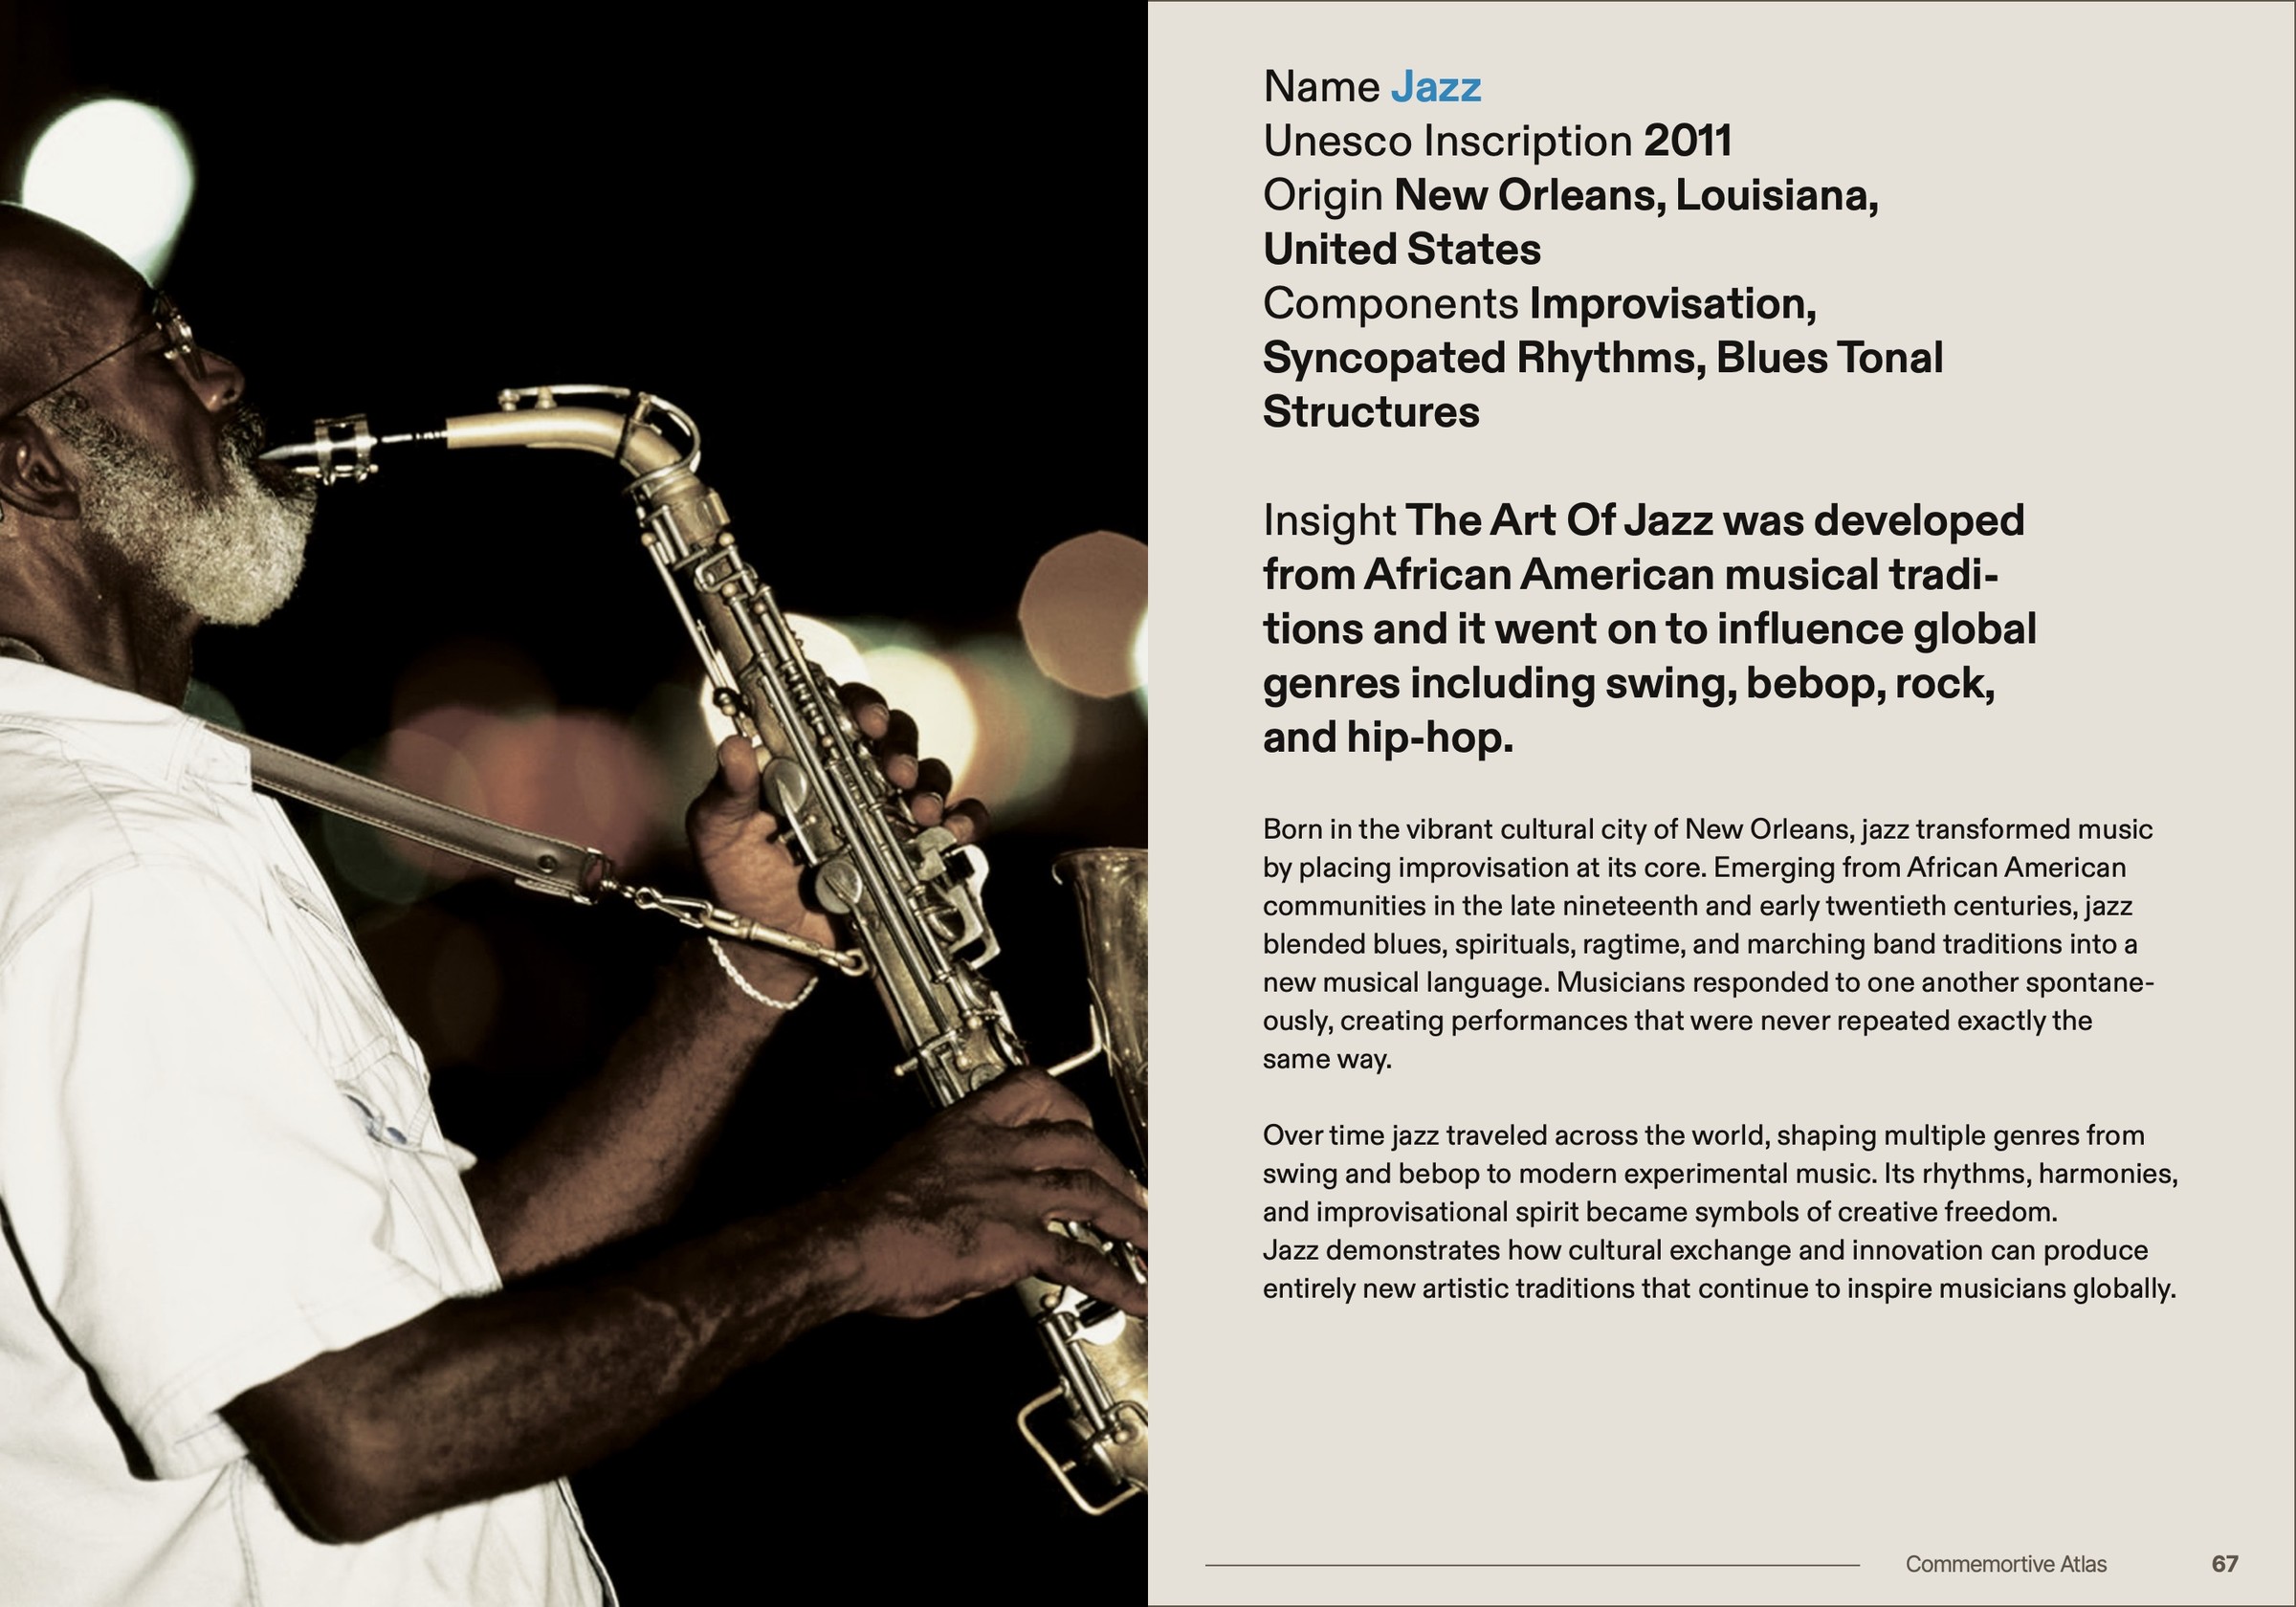 Name Jazz
Unesco Inscription 2011
Origin New Orleans, Louisiana,
United States
Components Improvisation,
Syncopated Rhythms, Blues Tonal
Structures
Insight The Art Of Jazz was developed
from African American musical tradi-
tions and it went on to influence global
genres including swing, bebop, rock,
and hip-hop.
Born in the vibrant cultural city of New Orleans, jazz transformed music
by placing improvisation at its core. Emerging from African American
communities in the late nineteenth and early twentieth centuries, jazz
blended blues, spirituals, ragtime, and marching band traditions into a
new musical language. Musicians responded to one another spontane-
ously, creating performances that were never repeated exactly the
same way.
Over time jazz traveled across the world, shaping multiple genres from
swing and bebop to modern experimental music. Its rhythms, harmonies,
and improvisational spirit became symbols of creative freedom.
Jazz demonstrates how cultural exchange and innovation can produce
entirely new artistic traditions that continue to inspire musicians globally.
Commemortive Atlas 67